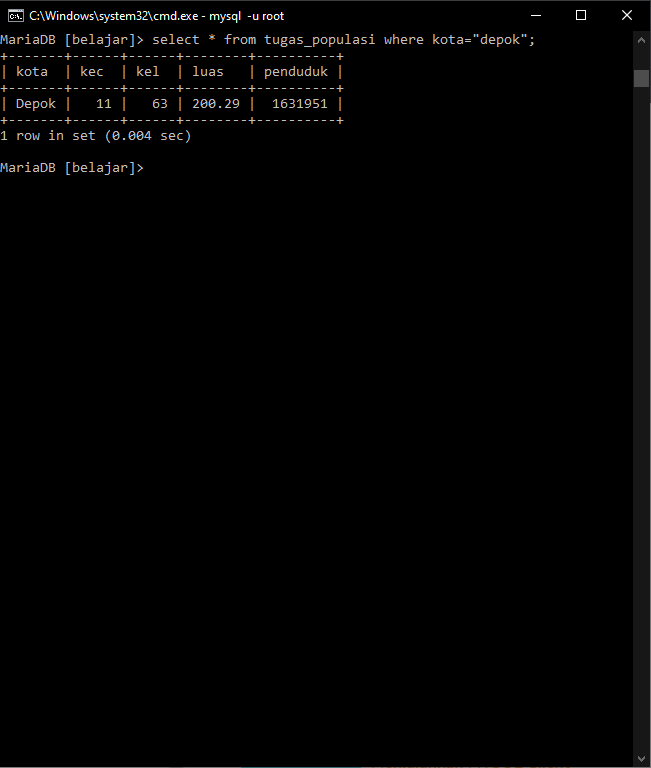 C:\Windows\system32\cmd.exe - mysql -u root
MariaDB [belajar]> select * from tugas_populasi where kota="depok";
+-------+------+------+--------+----------+
| kota  | kec  | kel  | luas   | penduduk |
+-------+------+------+--------+----------+
| Depok |   11 |   63 | 200.29 |  1631951 |
+-------+------+------+--------+----------+
1 row in set (0.004 sec)
MariaDB [belajar]>